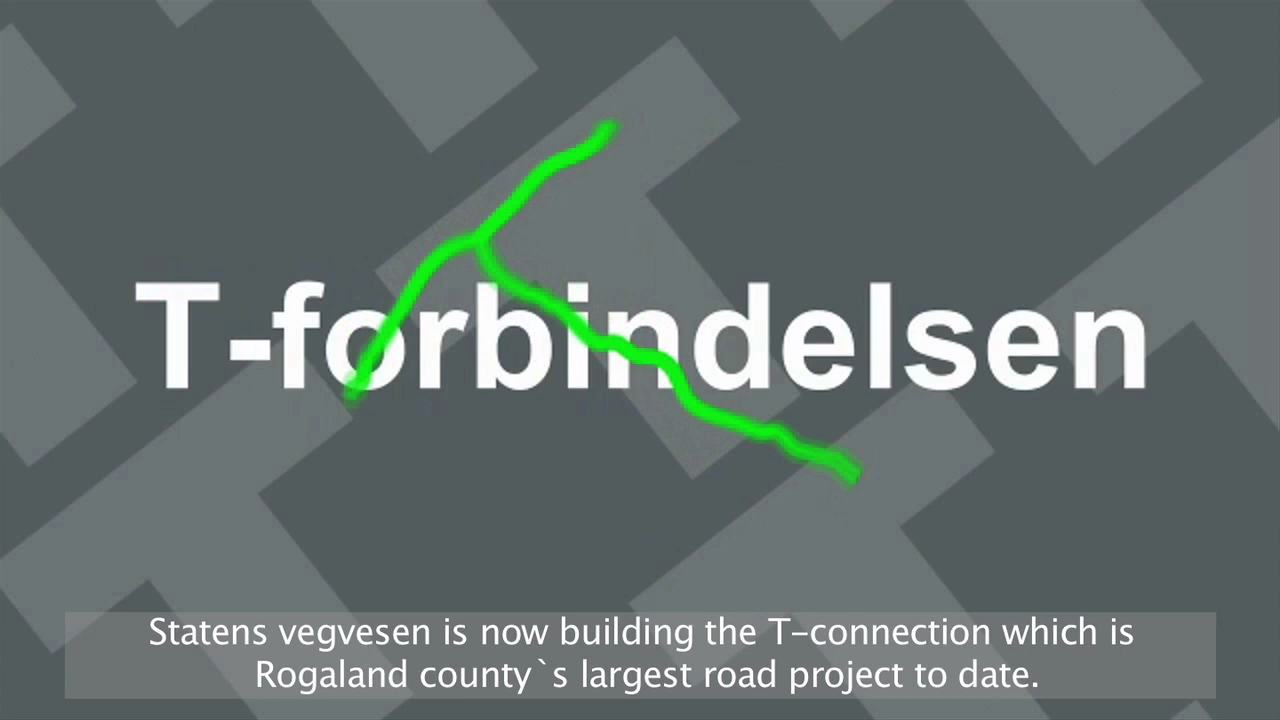 T-forbindelsen
Statens vegvesen is now building the T-connection which is
Rogaland county`s largest road project to date.